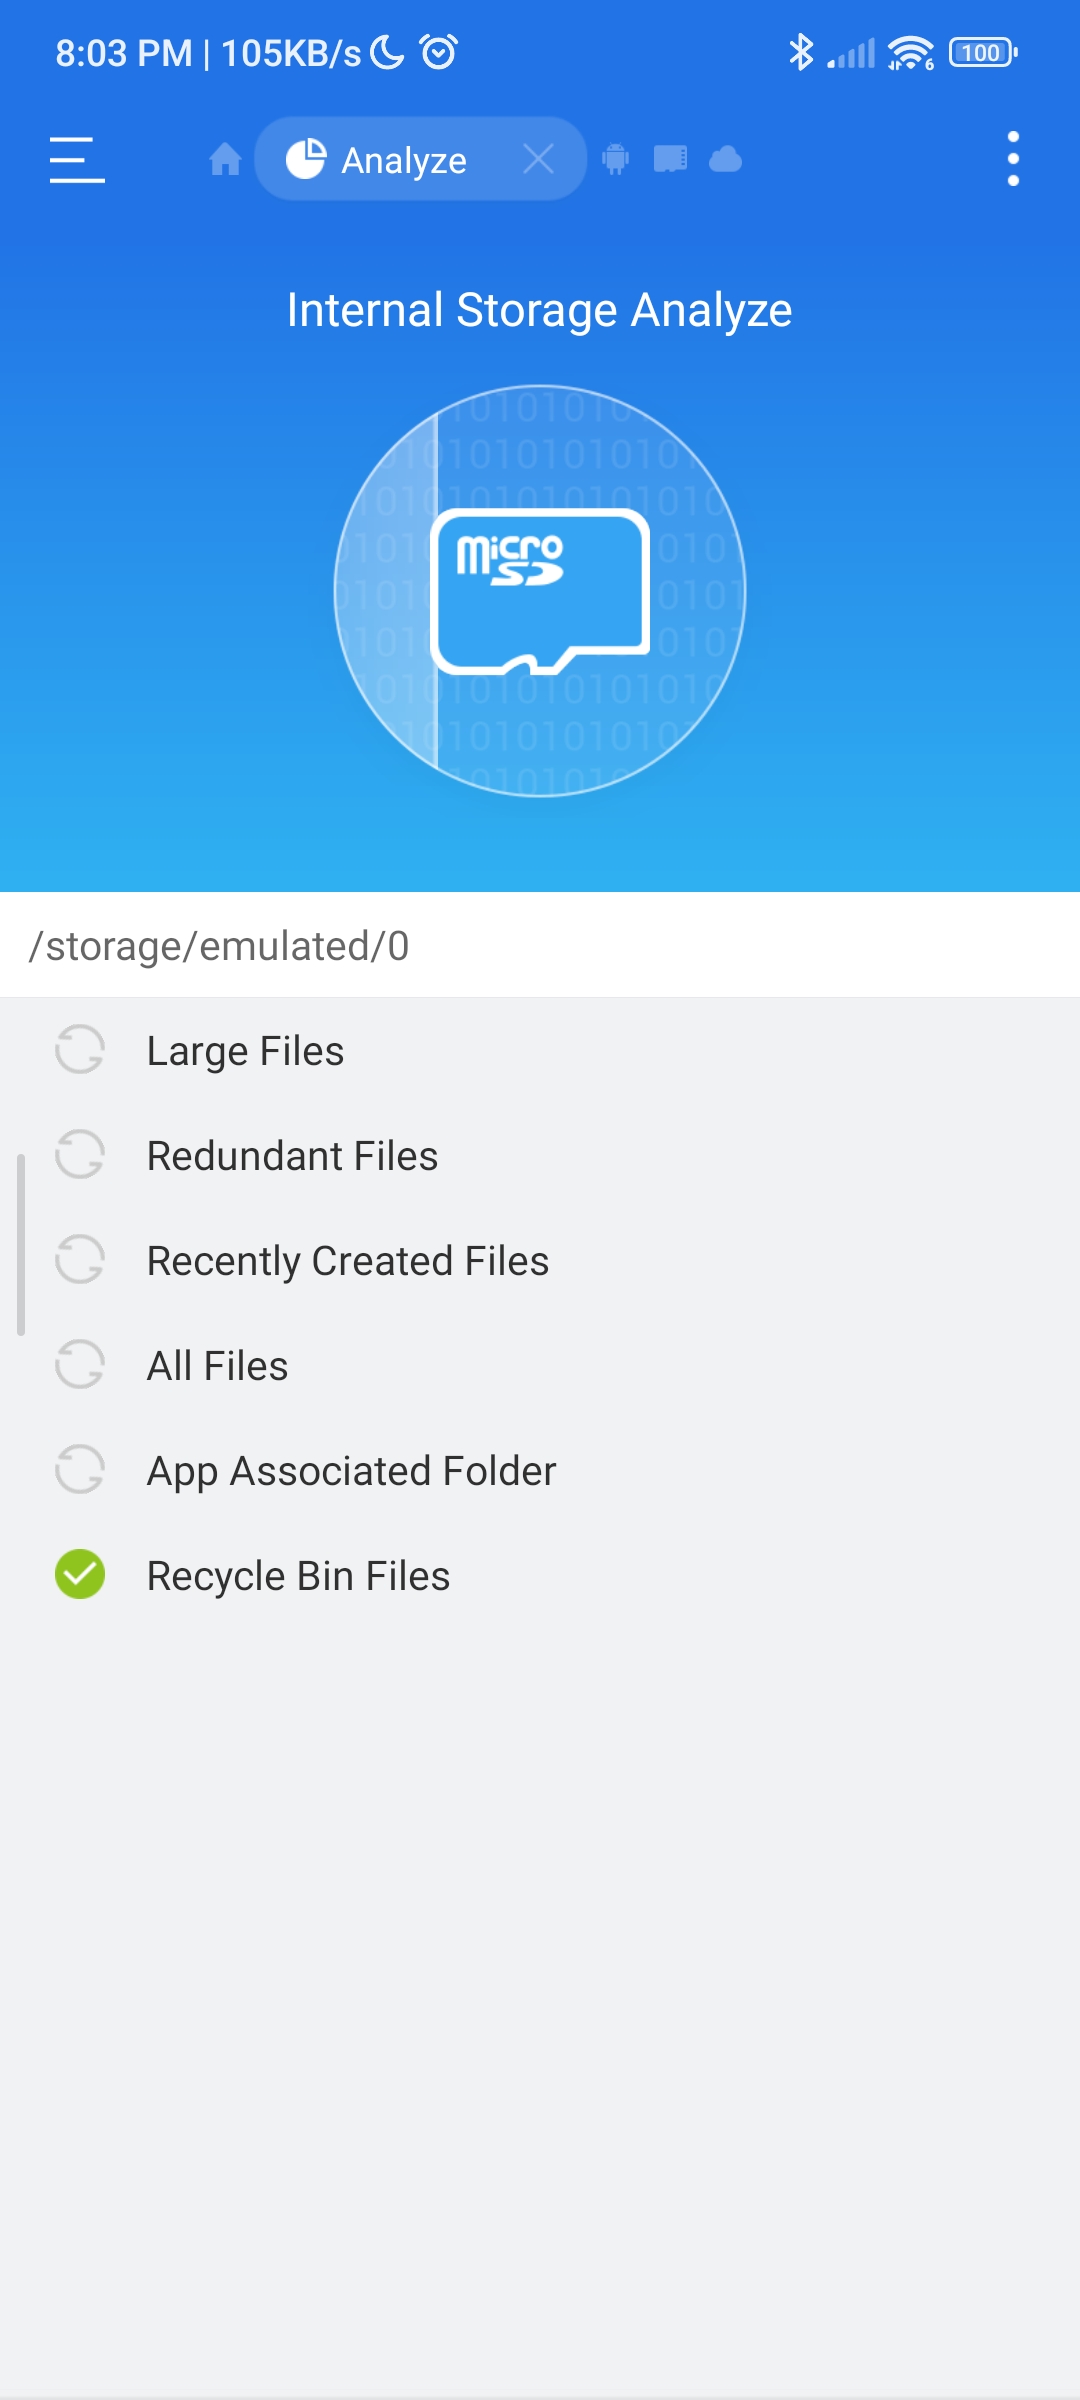 8:03 PM | 105KB/s 6 100
Analyze
Internal Storage Analyze
micro
SD
/storage/emulated/0
Large Files
Redundant Files
Recently Created Files
All Files
App Associated Folder
Recycle Bin Files